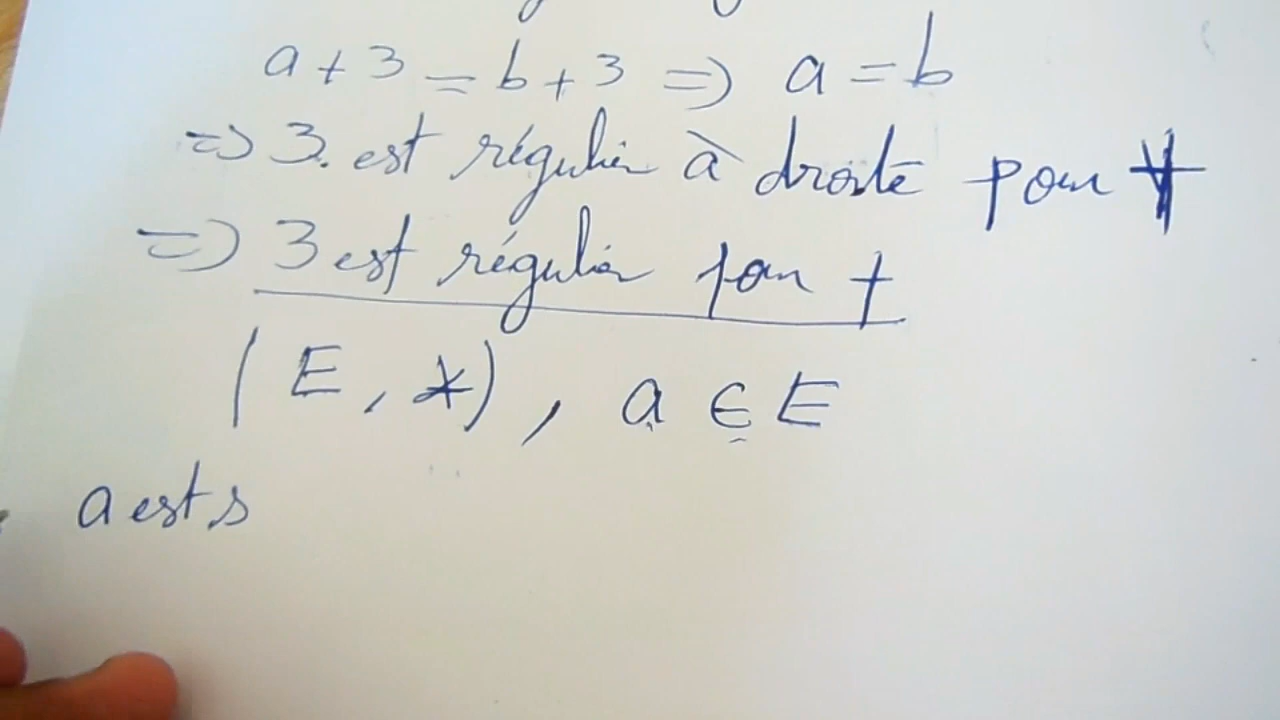 a + 3 = b + 3 => a = b
=> 3. est régulier à droite pour +
=> 3 est régulier pour +
(E, *), a ∈ E
a est s